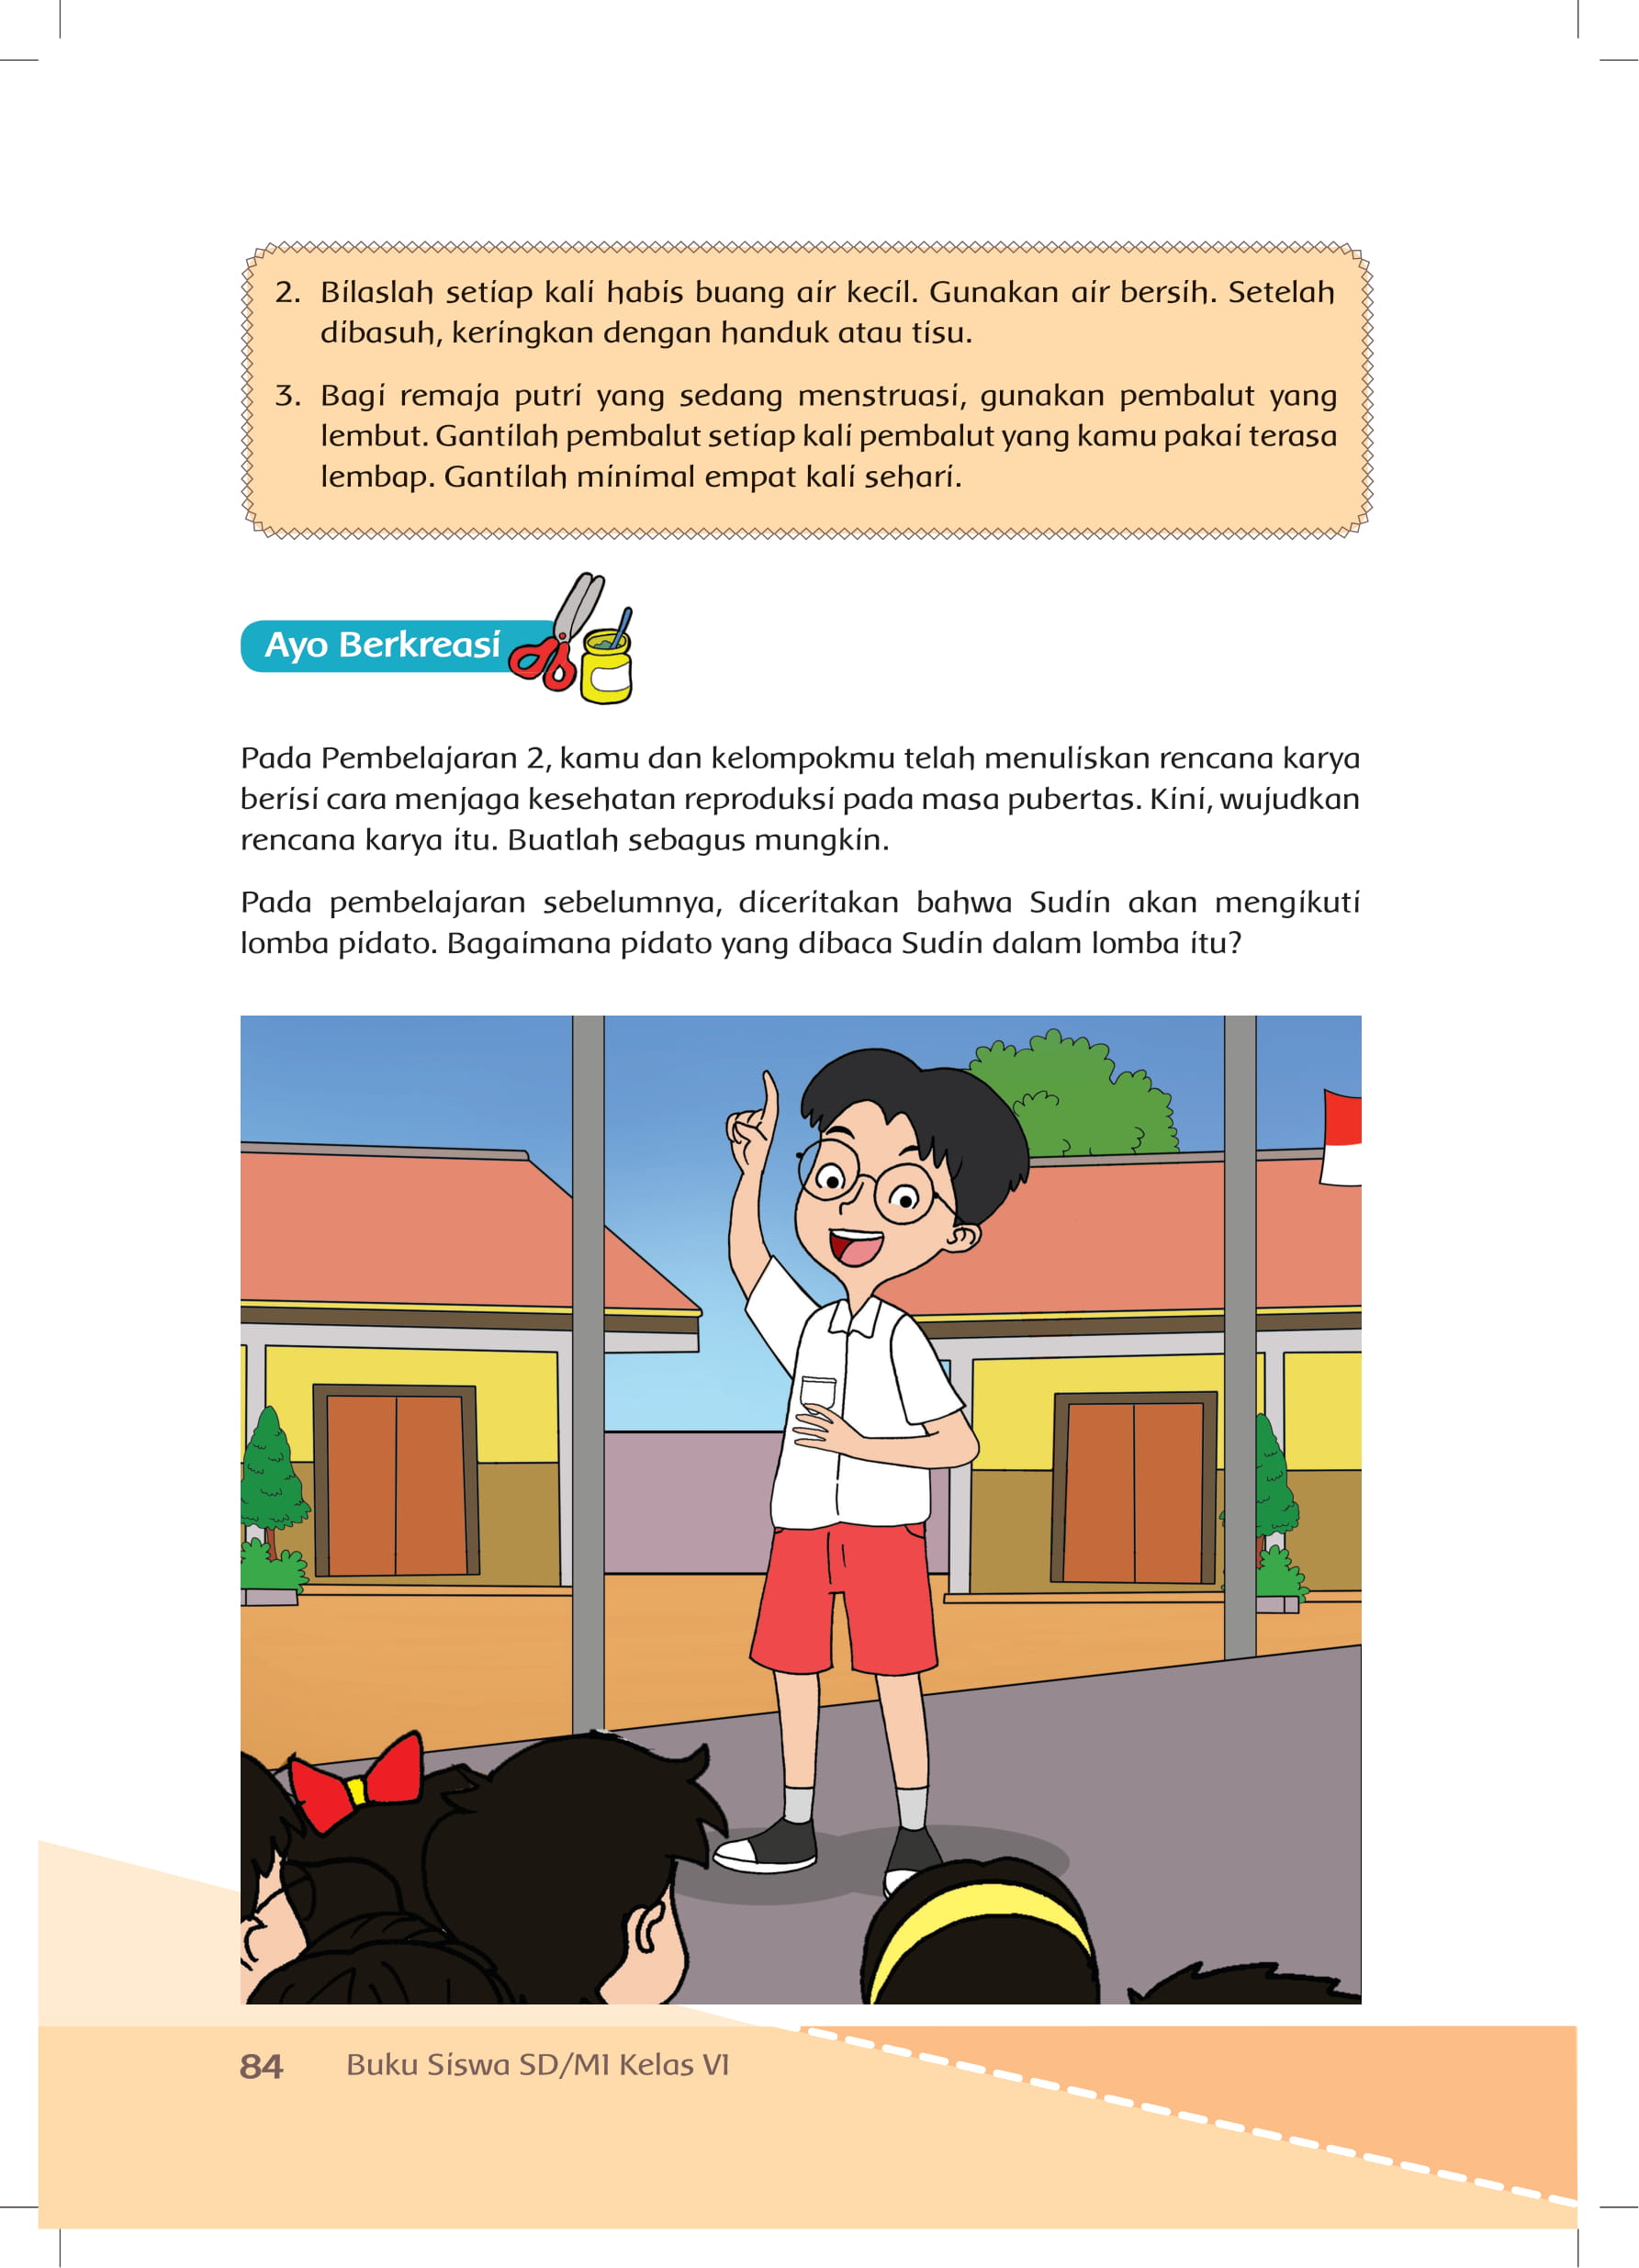 2. Bilaslah setiap kali habis buang air kecil. Gunakan air bersih. Setelah
dibasuh, keringkan dengan handuk atau tisu.
3. Bagi remaja putri yang sedang menstruasi, gunakan pembalut yang
lembut. Gantilah pembalut setiap kali pembalut yang kamu pakai terasa
lembap. Gantilah minimal empat kali sehari.
Ayo Berkreasi
Pada Pembelajaran 2, kamu dan kelompokmu telah menuliskan rencana karya
berisi cara menjaga kesehatan reproduksi pada masa pubertas. Kini, wujudkan
rencana karya itu. Buatlah sebagus mungkin.
Pada pembelajaran sebelumnya, diceritakan bahwa Sudin akan mengikuti
lomba pidato. Bagaimana pidato yang dibaca Sudin dalam lomba itu?
84 Buku Siswa SD/MI Kelas VI